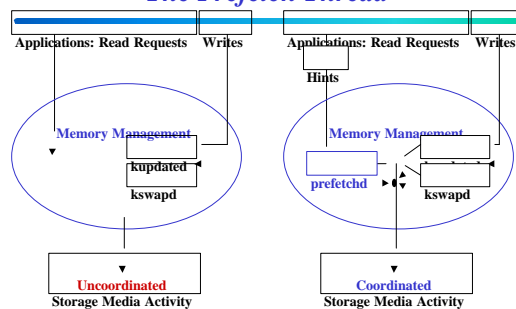 The Prefetch Thread
Applications: Read Requests Writes
Applications: Read Requests Writes
Hints
Memory Management
kupdated
kswapd
Memory Management
prefetchd
kswapd
Uncoordinated
Storage Media Activity
Coordinated
Storage Media Activity